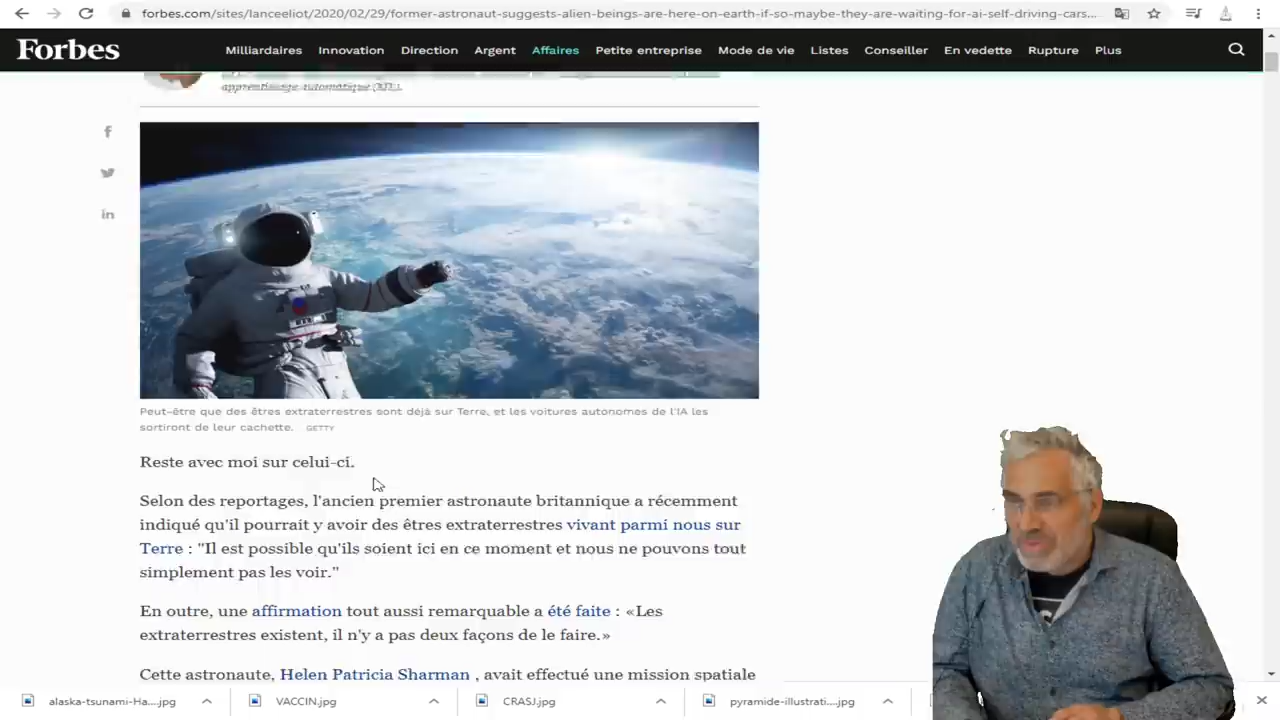 forbes.com/sites/lanceeliot/2020/02/29/former-astronaut-suggests-alien-beings-are-here-on-earth-if-so-maybe-they-are-waiting-for-ai-self-driving-cars...
Forbes
Milliardaires Innovation Direction Argent Affaires Petite entreprise Mode de vie Listes Conseiller En vedette Rupture Plus
apprentissage automatique
Peut-être que des êtres extraterrestres sont déjà sur Terre, et les voitures autonomes de l'IA les
sortiront de leur cachette. GETTY
Reste avec moi sur celui-ci.
Selon des reportages, l'ancien premier astronaute britannique a récemment
indiqué qu'il pourrait y avoir des êtres extraterrestres vivant parmi nous sur
Terre : "Il est possible qu'ils soient ici en ce moment et nous ne pouvons tout
simplement pas les voir."
En outre, une affirmation tout aussi remarquable a été faite : «Les
extraterrestres existent, il n'y a pas deux façons de le faire.»
Cette astronaute, Helen Patricia Sharman , avait effectué une mission spatiale
alaska-tsunami-Ha....jpg VACCIN.jpg CRASJ.jpg pyramide-illustrati....jpg